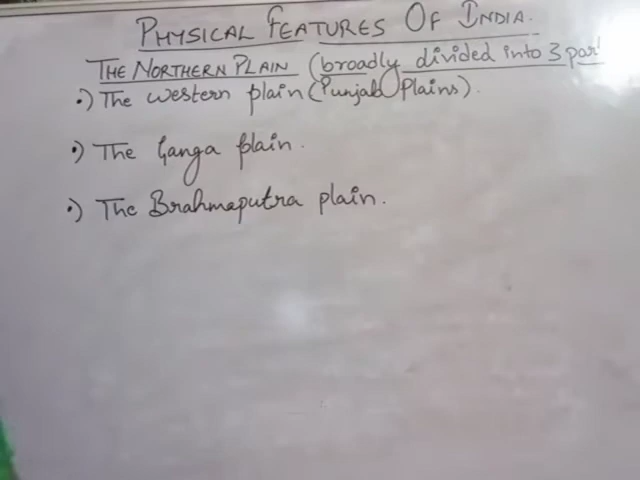 PHYSICAL FEATURES OF INDIA.
THE NORTHERN PLAIN (broadly divided into 3 part
•) The western plain (Punjab Plains).
•) The Ganga plain.
•) The Brahmaputra plain.